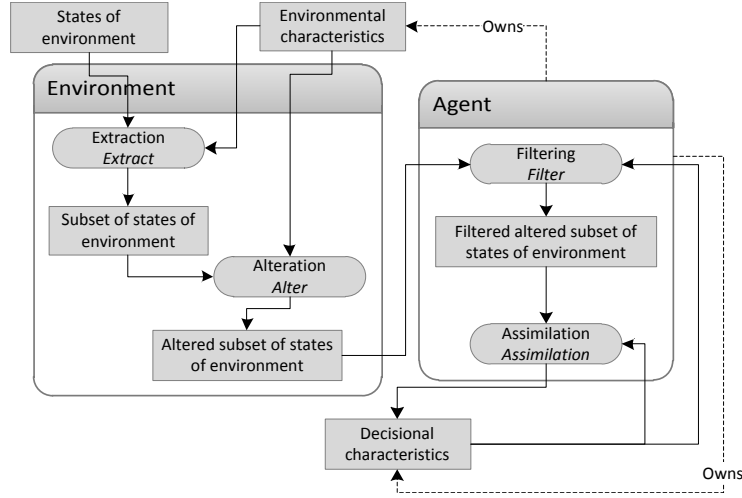 States of
environment
Environmental
characteristics
Owns
Environment
Agent
Extraction
Extract
Filtering
Filter
Subset of states of
environment
Filtered altered subset of
states of environment
Alteration
Alter
Altered subset of states
of environment
Assimilation
Assimilation
Decisional
characteristics
Owns